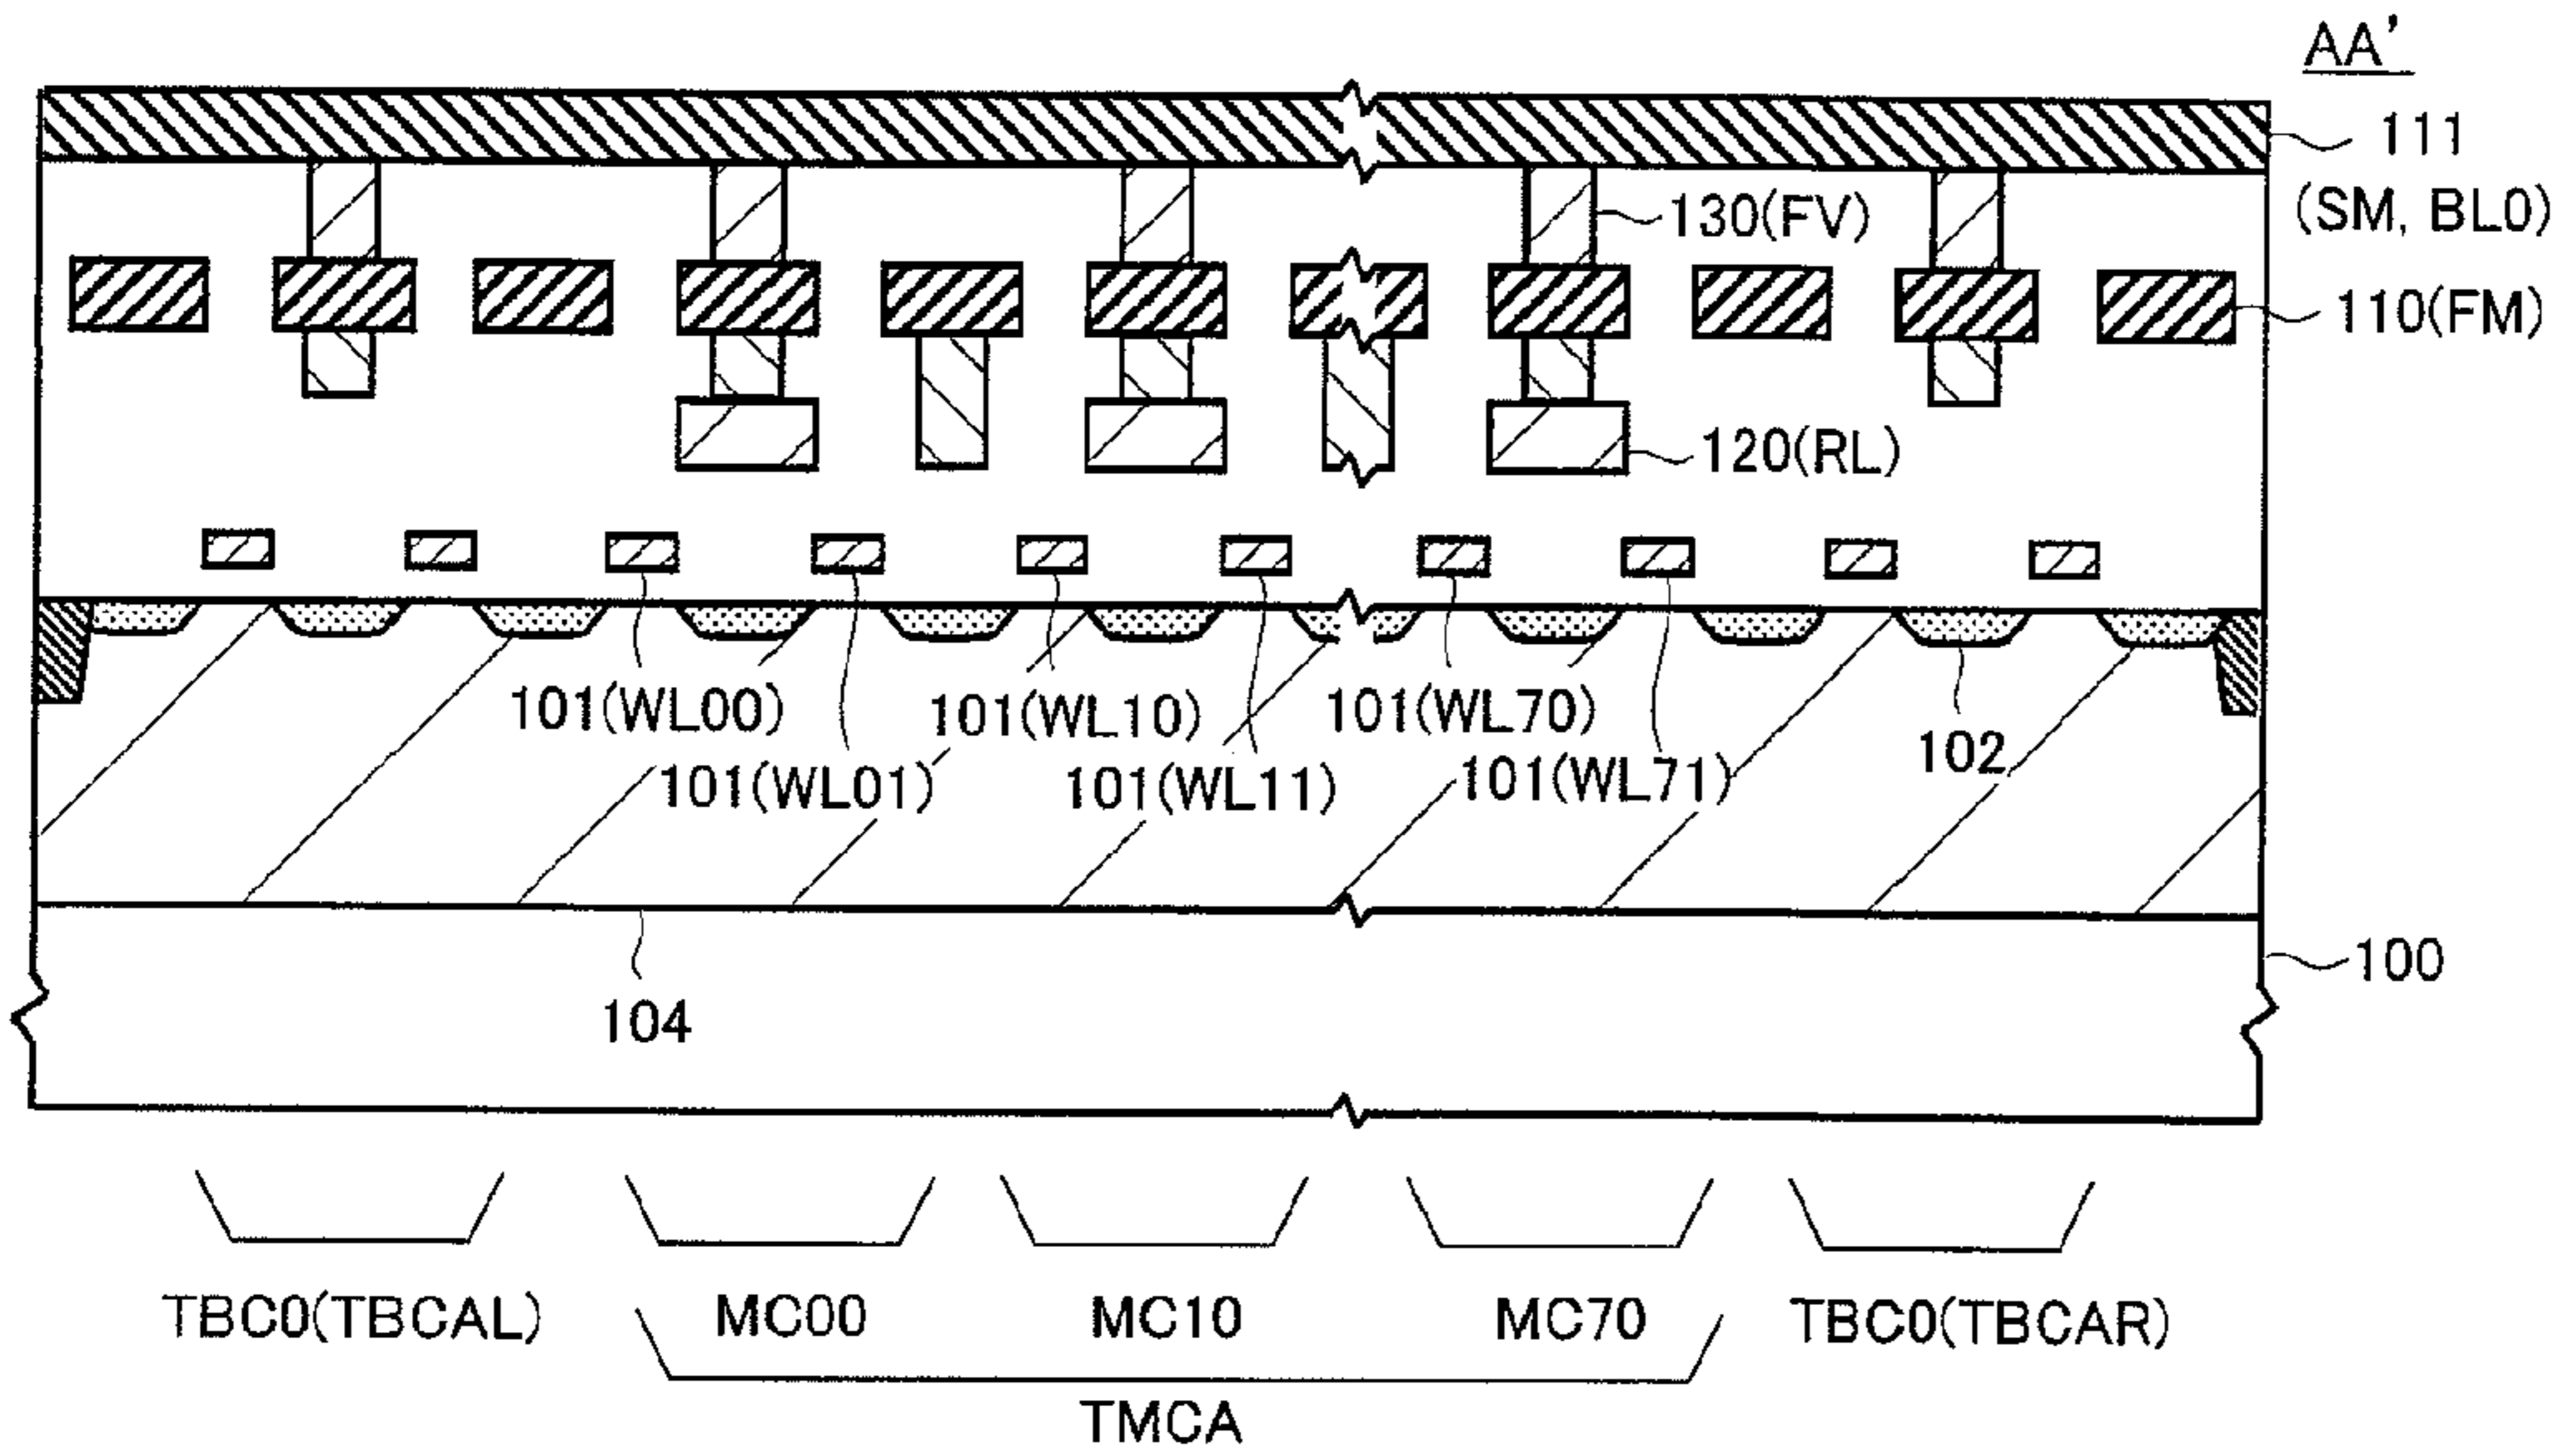 AA'
111
(SM, BL0)
130(FV)
110(FM)
120(RL)
101(WL00)
101(WL10)
101(WL70)
102
101(WL01)
101(WL11)
101(WL71)
100
104
TBC0(TBCAL)
MC00
MC10
MC70
TBC0(TBCAR)
TMCA